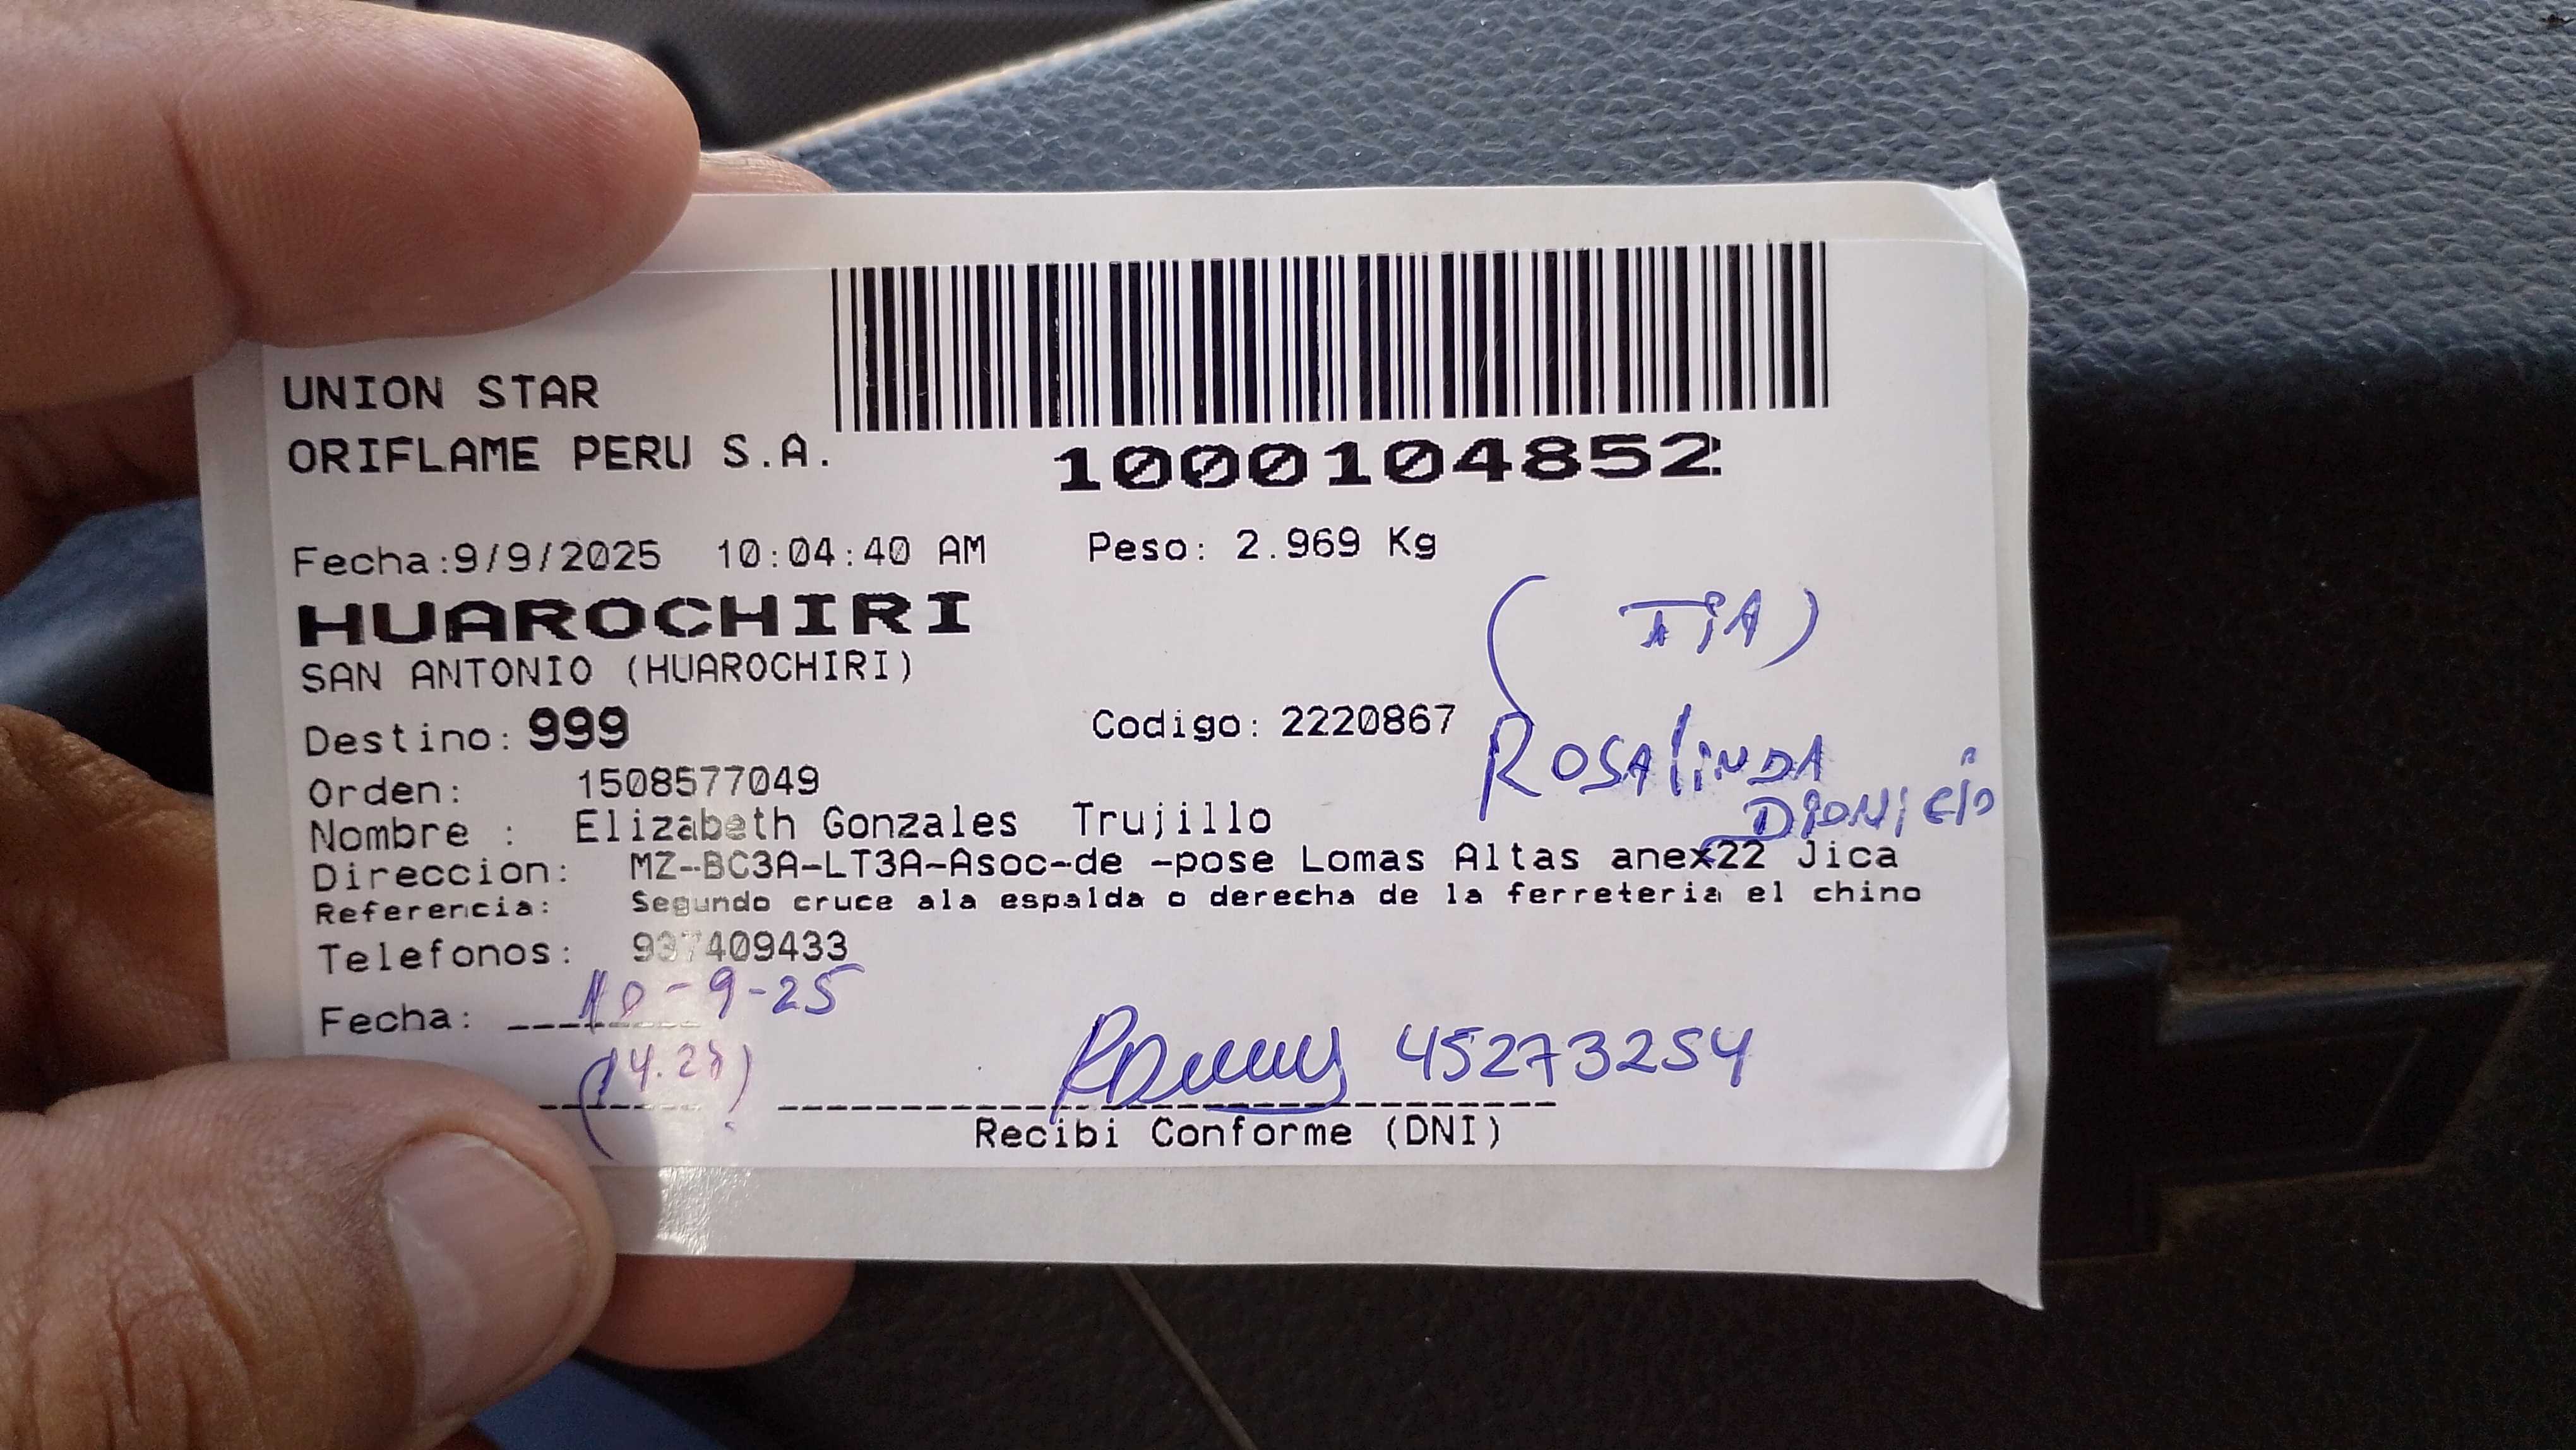 UNION STAR
ORIFLAME PERU S.A.
1000104852
Fecha:9/9/2025 10:04:40 AM Peso: 2.969 Kg
HUAROCHIRI
SAN ANTONIO (HUAROCHIRI)
(TIA)
Destino: 999 Codigo: 2220867
ROSALINDA
DIONICIO
Orden: 1508577049
Nombre : Elizabeth Gonzales Trujillo
Direccion: MZ--BC3A-LT3A-Asoc-de -pose Lomas Altas anex22 Jica
Referencia: Segundo cruce ala espalda o derecha de la ferreteria el chino
Telefonos: 937409433
Fecha: 10-9-25
45273254
Recibi Conforme (DNI)